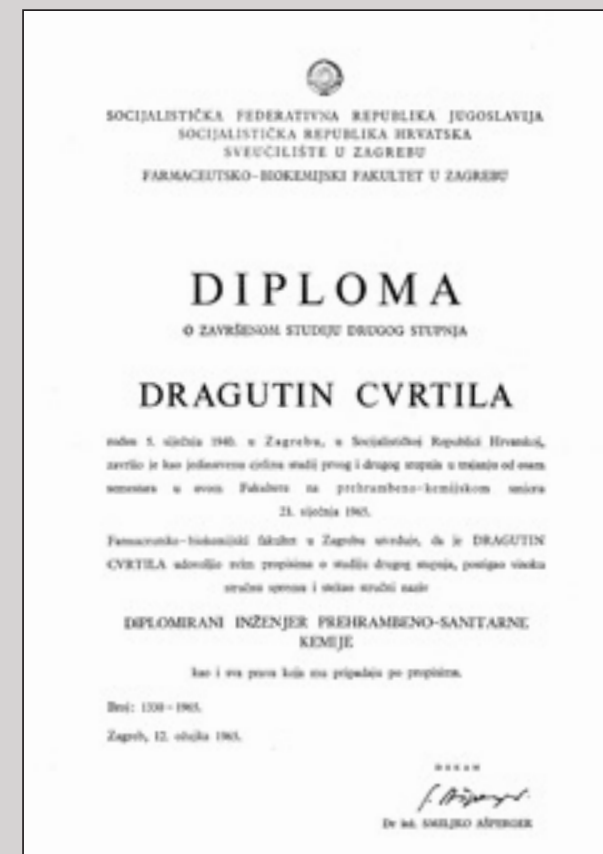 SOCIJALISTIČKA FEDERATIVNA REPUBLIKA JUGOSLAVIJA
SOCIJALISTIČKA REPUBLIKA HRVATSKA
SVEUČILIŠTE U ZAGREBU
FARMACEUTSKO-BIOKEMIJSKI FAKULTET U ZAGREBU
DIPLOMA
O ZAVRŠENOM STUDIJU DRUGOG STUPNJA
DRAGUTIN CVRTILA
rođen 5. siječnja 1940. u Zagrebu, u Socijalističkoj Republici Hrvatskoj,
završio je kao jedinstvenu cjelinu studij prvog i drugog stupnja u trajanju od osam
semestara u ovom Fakultetu na prehrambeno-kemijskom smjeru
21. siječnja 1965.
Farmaceutsko-biokemijski fakultet u Zagrebu utvrđuje, da je DRAGUTIN
CVRTILA udovoljio svim propisima o studiju drugog stupnja, postigao visoku
stručnu spremu i stekao stručni naziv
DIPLOMIRANI INŽENJER PREHRAMBENO-SANITARNE
KEMIJE
kao i sva prava koja mu pripadaju po propisima.
Broj: 1330-1965.
Zagreb, 12. ožujka 1965.
DEKAN
Dr inž. SMILJKO AŠPERGER